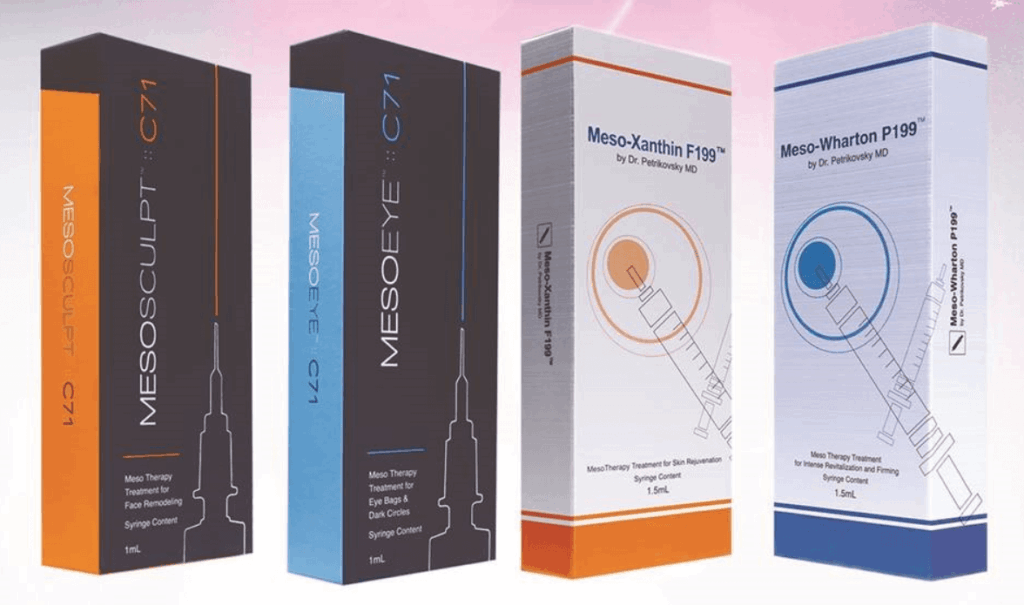 MESOSCULPT :: C71
MESOSCULPT™ :: C71
Meso Therapy
Treatment for
Face Remodeling
Syringe Content
1mL
MESOEYE™ :: C71
MESOEYE™ :: C71
Meso Therapy
Treatment for
Eye Bags &
Dark Circles
Syringe Content
1mL
Meso-Xanthin F199™
by Dr. Petrikovsky MD
Meso-Xanthin F199™
by Dr. Petrikovsky MD
MesoTherapy Treatment for Skin Rejuvenation
Syringe Content
1.5mL
Meso-Wharton P199™
by Dr. Petrikovsky MD
Meso Therapy Treatment
for Intense Revitalization and Firming
Syringe Content
1.5mL
Meso-Wharton P199™
by Dr. Petrikovsky MD